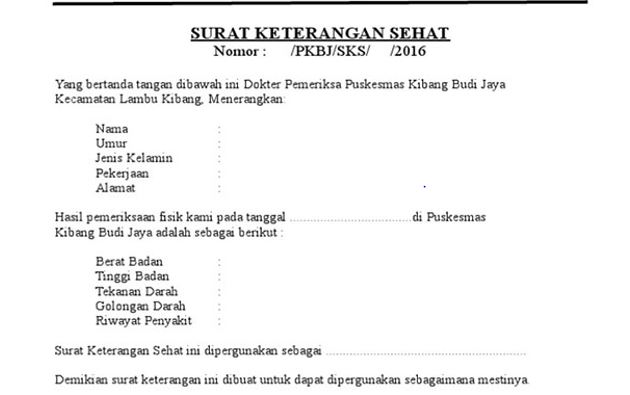 SURAT KETERANGAN SEHAT
Nomor : /PKBJ/SKS/ /2016
Yang bertanda tangan dibawah ini Dokter Pemeriksa Puskesmas Kibang Budi Jaya
Kecamatan Lambu Kibang, Menerangkan:
Nama :
Umur :
Jenis Kelamin :
Pekerjaan :
Alamat :
Hasil pemeriksaan fisik kami pada tanggal ....................................di Puskesmas
Kibang Budi Jaya adalah sebagai berikut :
Berat Badan :
Tinggi Badan :
Tekanan Darah :
Golongan Darah :
Riwayat Penyakit :
Surat Keterangan Sehat ini dipergunakan sebagai ...........................................................
Demikian surat keterangan ini dibuat untuk dapat dipergunakan sebagaimana mestinya.